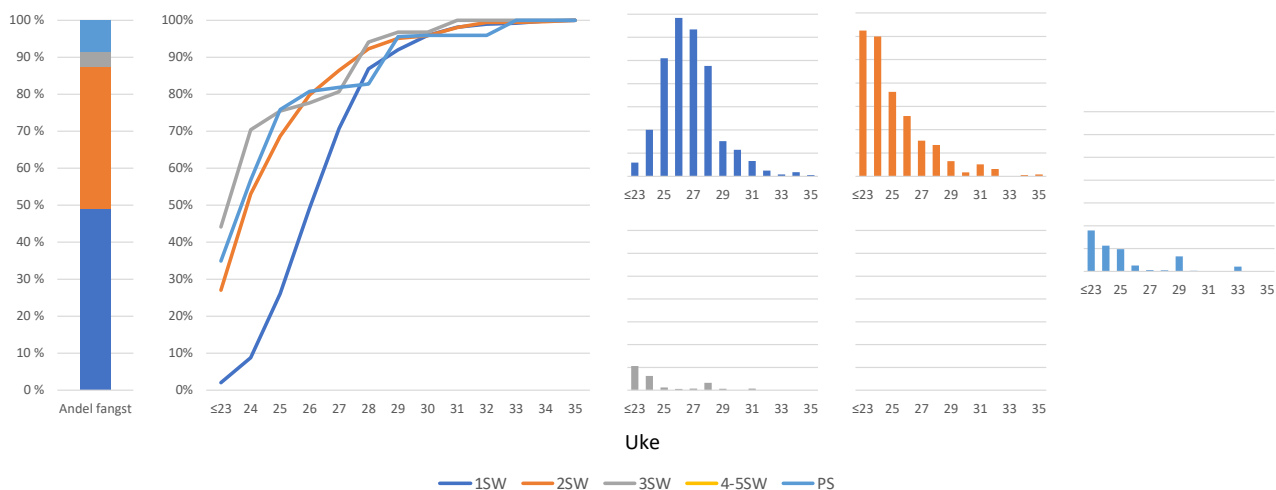 100 %
90 %
80 %
70 %
60 %
50 %
40 %
30 %
20 %
10 %
0 %
Andel fangst
100%
90%
80%
70%
60%
50%
40%
30%
20%
10%
0%
≤23 24 25 26 27 28 29 30 31 32 33 34 35
≤23 25 27 29 31 33 35
≤23 25 27 29 31 33 35
≤23 25 27 29 31 33 35
≤23 25 27 29 31 33 35
≤23 25 27 29 31 33 35
Uke
1SW 2SW 3SW 4-5SW PS